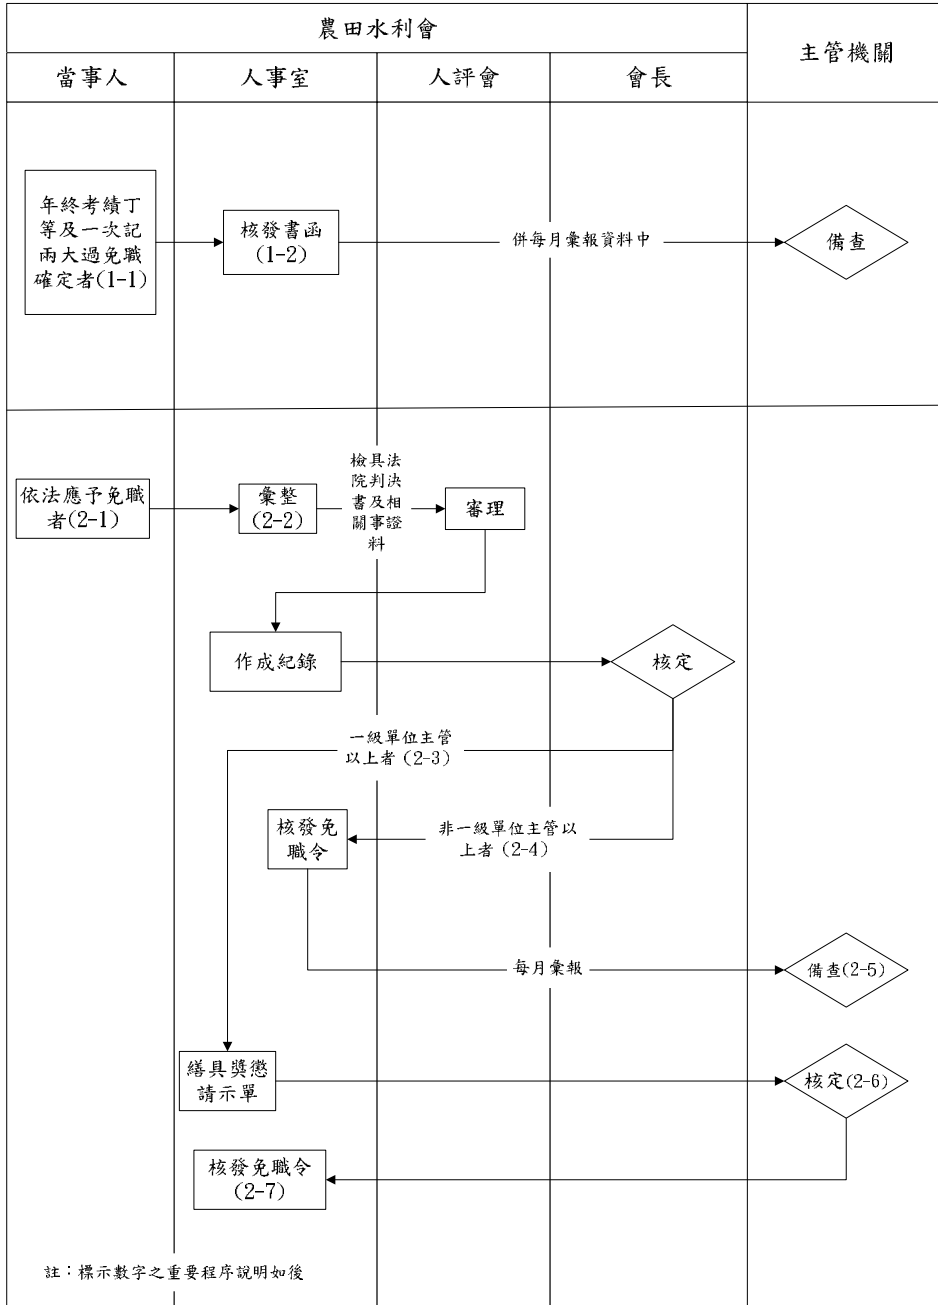 農田水利會
主管機關
當事人
人事室
人評會
會長
年終考績丁
等及一次記
兩大過免職
確定者(1-1)
核發書函
(1-2)
併每月彙報資料中
備查
依法應予免職
者(2-1)
彙整
(2-2)
檢具法
院判決
書及相
關事證
料
審理
作成紀錄
核定
一級單位主管
以上者 (2-3)
核發免
職令
非一級單位主管以
上者 (2-4)
每月彙報
備查(2-5)
繕具獎懲
請示單
核定(2-6)
核發免職令
(2-7)
註：標示數字之重要程序說明如後